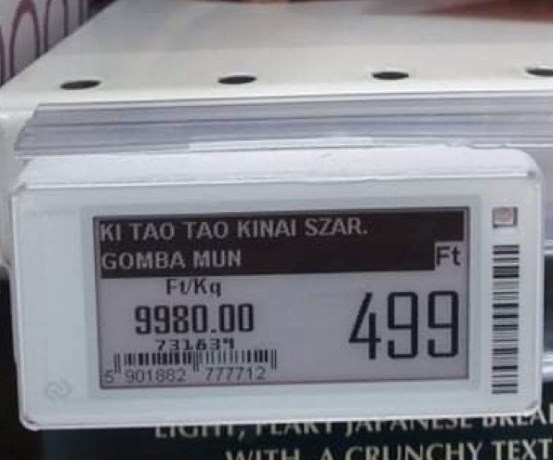 KI TAO TAO KINAI SZAR.
GOMBA MUN
Ft
Ft/Kg
9980.00
499
731639
5 901882 777712
LIGHT, FLAKY JAPANESE BREA
WITH A CRUNCHY TEXT